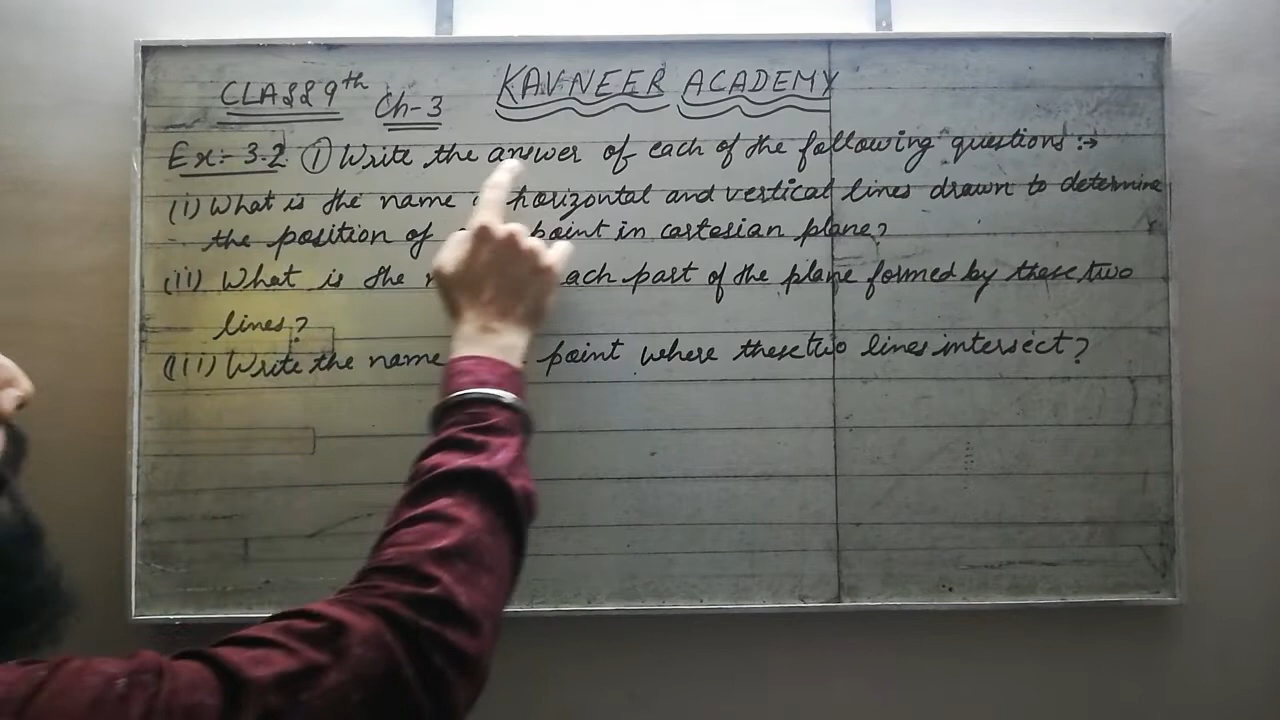 CLASS 9th Ch-3 KAVNEER ACADEMY
Ex:- 3.2 ① Write the answer of each of the following questions :→
(i) What is the name horizontal and vertical lines drawn to determine
the position of point in cartesian plane?
(ii) What is the each part of the plane formed by these two
lines?
(iii) Write the name point where these two lines intersect?